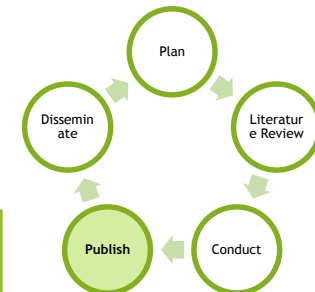 Plan
Literatur
e Review
Conduct
Publish
Dissemin
ate